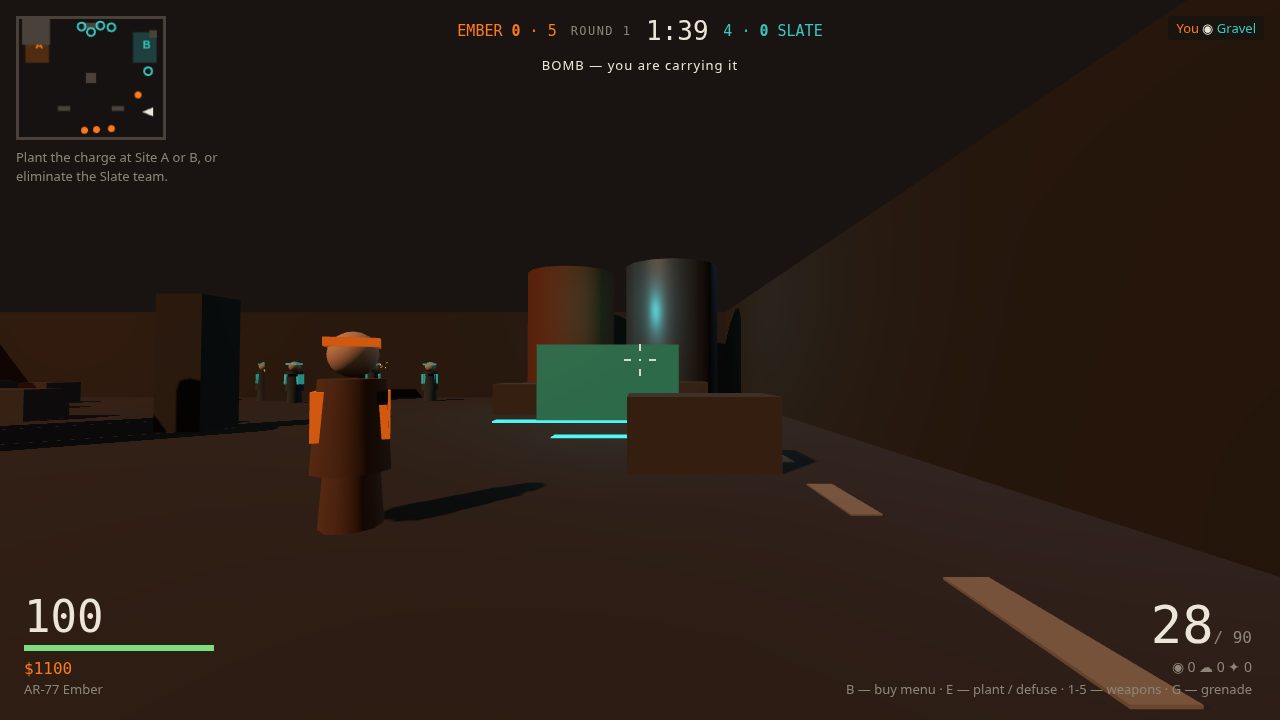 A
B
Plant the charge at Site A or B, or
eliminate the Slate team.
EMBER 0 · 5 ROUND 1 1:39 4 · 0 SLATE
BOMB — you are carrying it
You ◉ Gravel
100
$1100
AR-77 Ember
28 / 90
◉ 0 ☁ 0 ✦ 0
B — buy menu · E — plant / defuse · 1-5 — weapons · G — grenade